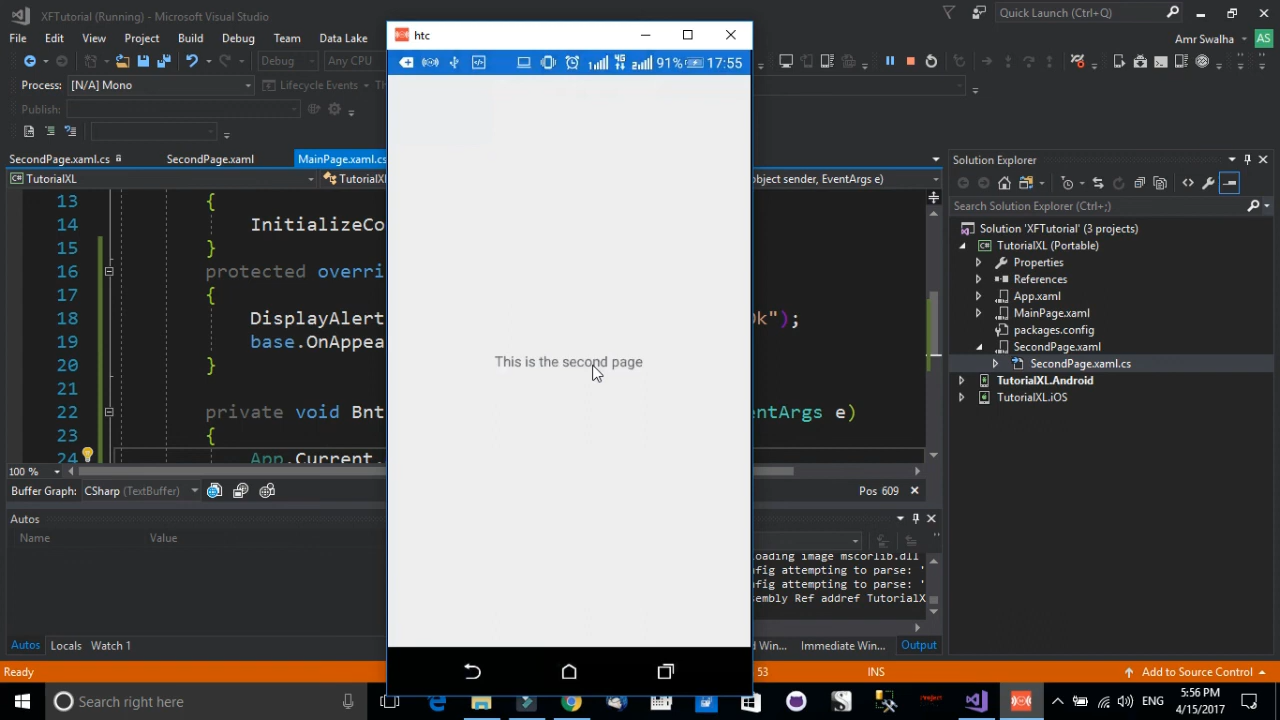 XFTutorial (Running) - Microsoft Visual Studio
Quick Launch (Ctrl+Q)
File Edit View Project Build Debug Team Data Lake
Amr Swalha AS
Debug Any CPU
Process: [N/A] Mono
Lifecycle Events
Publish:
SecondPage.xaml.cs SecondPage.xaml MainPage.xaml.cs
TutorialXL TutorialXL
object sender, EventArgs e)
13 {
14 InitializeCo
15 }
16 protected overri
17 {
18 DisplayAlert k");
19 base.OnAppea
20 }
21
22 private void Bnt entArgs e)
23 {
24 App.Current.
100 %
Buffer Graph: CSharp (TextBuffer)
Pos 609
Autos
Name Value
Autos Locals Watch 1
oading image mscorlib.dll
fig attempting to parse: '
fig attempting to parse: '
sembly Ref addref TutorialX
d Win... Immediate Win... Output
Ready
53 INS Add to Source Control
htc
91% 17:55
This is the second page
Solution Explorer
Search Solution Explorer (Ctrl+;)
Solution 'XFTutorial' (3 projects)
TutorialXL (Portable)
Properties
References
App.xaml
MainPage.xaml
packages.config
SecondPage.xaml
SecondPage.xaml.cs
TutorialXL.Android
TutorialXL.iOS
Search right here
ENG
5:56 PM
4/15/2017